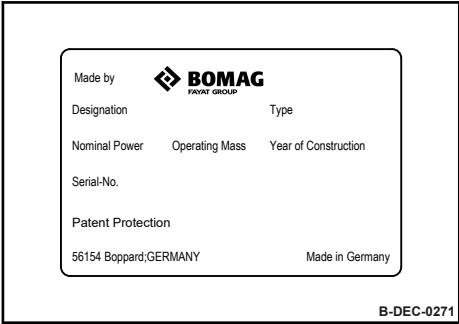 Made by BOMAG
FAYAT GROUP
Designation Type
Nominal Power Operating Mass Year of Construction
Serial-No.
Patent Protection
56154 Boppard;GERMANY Made in Germany
B-DEC-0271